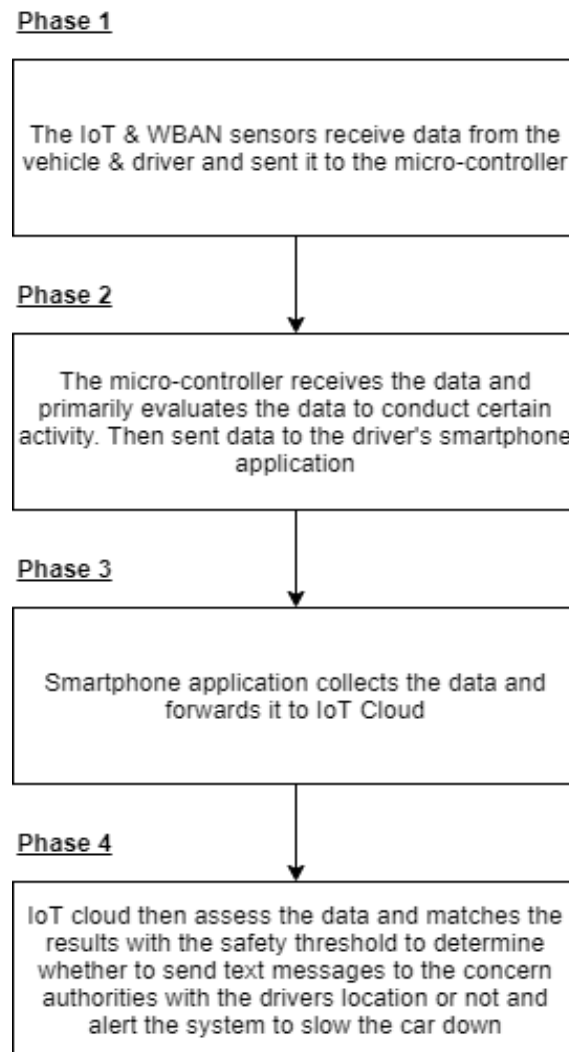 Phase 1
The IoT & WBAN sensors receive data from the
vehicle & driver and sent it to the micro-controller
Phase 2
The micro-controller receives the data and
primarily evaluates the data to conduct certain
activity. Then sent data to the driver's smartphone
application
Phase 3
Smartphone application collects the data and
forwards it to IoT Cloud
Phase 4
IoT cloud then assess the data and matches the
results with the safety threshold to determine
whether to send text messages to the concern
authorities with the drivers location or not and
alert the system to slow the car down